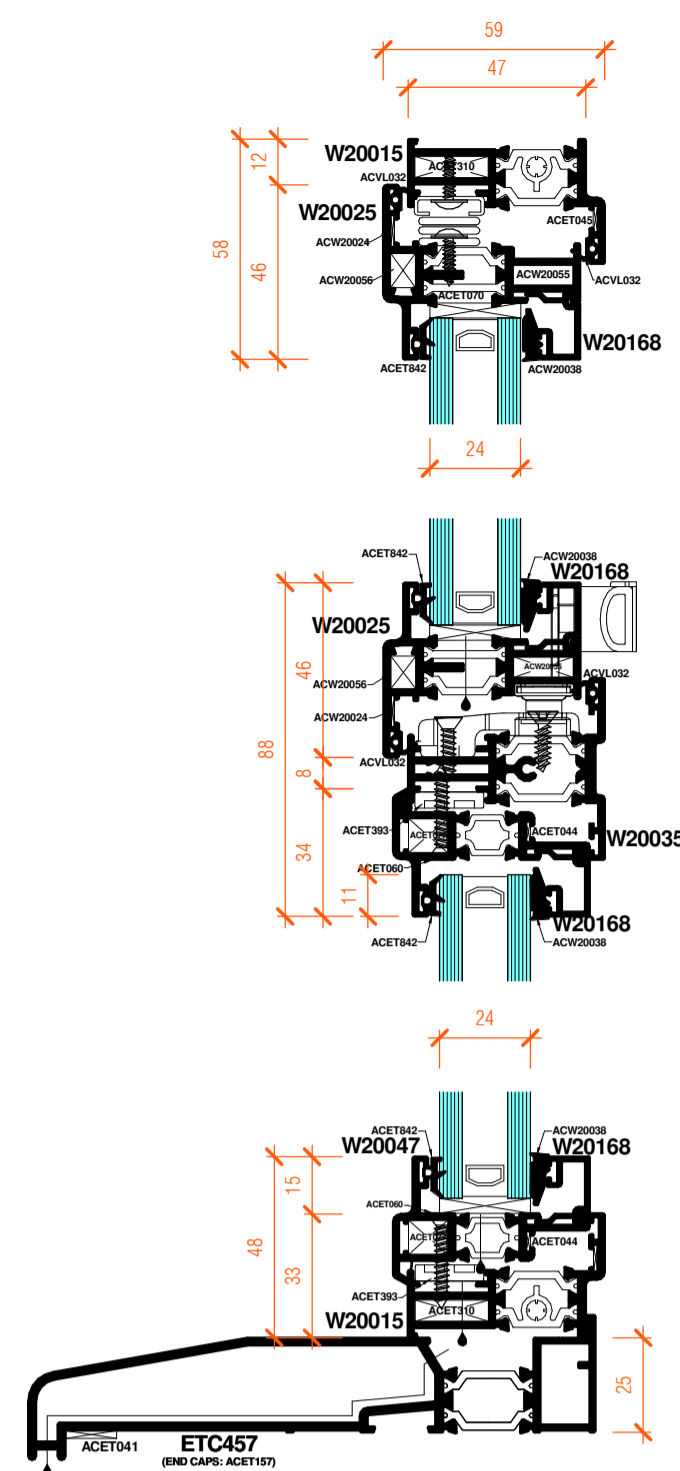 59
47
W20015
12
ACET310
ACVL032
W20025
ACET045
ACW20024
58
46
ACW20056
ACW20055
ACVL032
ACET070
W20168
ACET842
ACW20038
24
ACET842
ACW20038
W20168
W20025
46
ACW20056
ACVL032
ACW20024
88
ACVL032
8
ACET393
ACET044
W20035
34
ACET060
11
W20168
ACET842
ACW20038
24
ACET842
ACW20038
W20047
W20168
15
ACET060
48
ACET044
33
ACET393
ACET310
W20015
25
ACET041
ETC457
(END CAPS: ACET157)